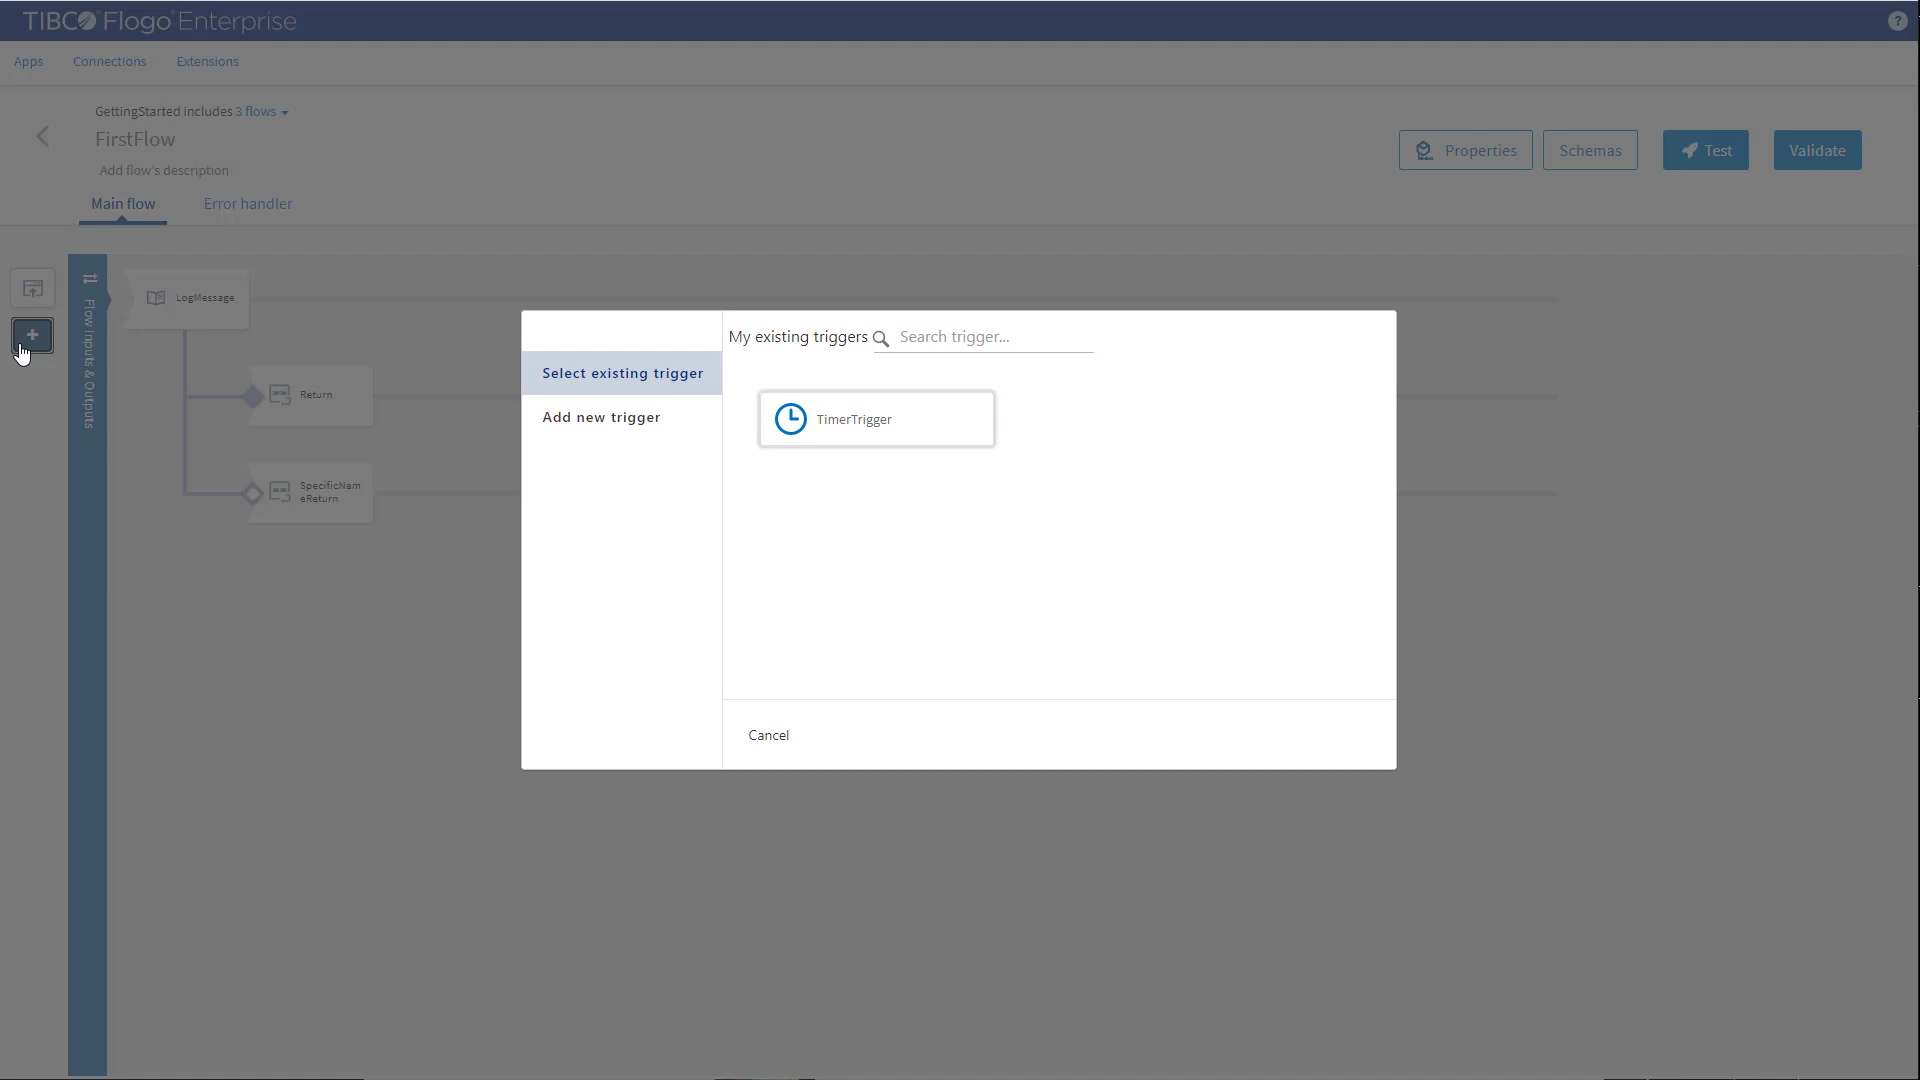 TIBCO Flogo® Enterprise
?
Apps Connections Extensions
GettingStarted includes 3 flows
FirstFlow
Add flow's description
Properties Schemas Test Validate
Main flow Error handler
Flow Inputs & Outputs
LogMessage
Return
SpecificNam
eReturn
My existing triggers Search trigger...
Select existing trigger
Add new trigger
TimerTrigger
Cancel